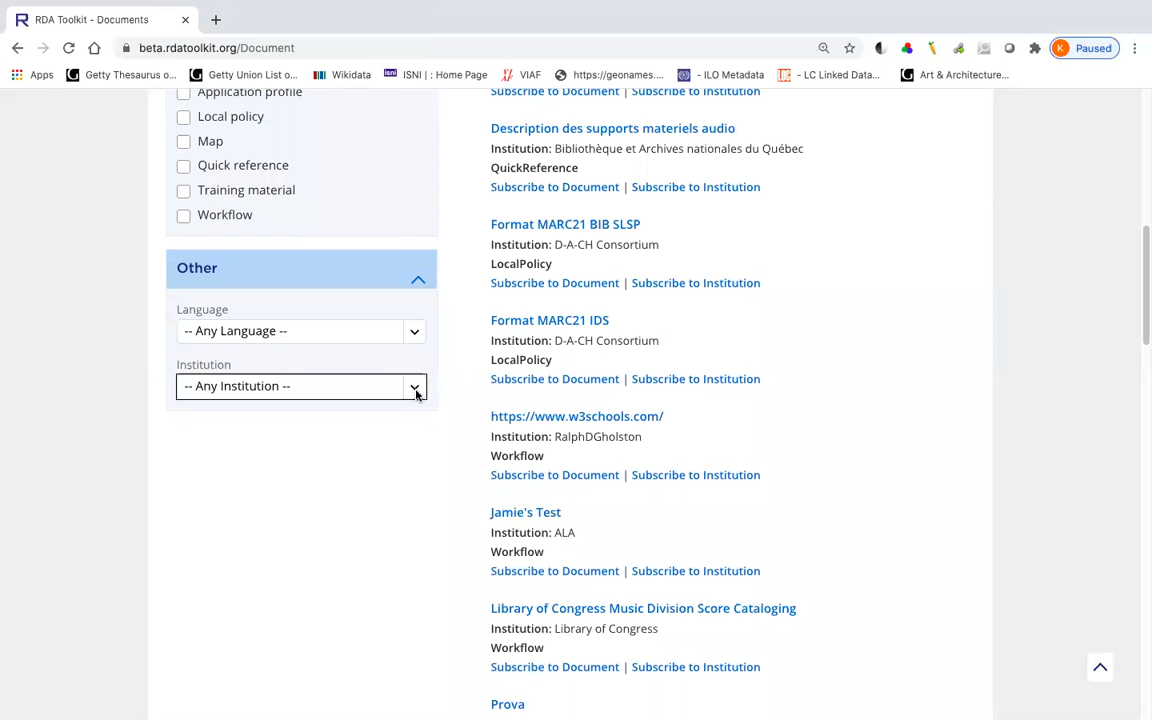 RDA Toolkit - Documents
beta.rdatoolkit.org/Document
Paused
Apps
Getty Thesaurus o...
Getty Union List o...
Wikidata
ISNI | : Home Page
VIAF
https://geonames....
- ILO Metadata
- LC Linked Data...
Art & Architecture...
Application profile
Local policy
Map
Quick reference
Training material
Workflow
Other
Language
-- Any Language --
Institution
-- Any Institution --
Subscribe to Document | Subscribe to Institution
Description des supports materiels audio
Institution: Bibliothèque et Archives nationales du Québec
QuickReference
Subscribe to Document | Subscribe to Institution
Format MARC21 BIB SLSP
Institution: D-A-CH Consortium
LocalPolicy
Subscribe to Document | Subscribe to Institution
Format MARC21 IDS
Institution: D-A-CH Consortium
LocalPolicy
Subscribe to Document | Subscribe to Institution
https://www.w3schools.com/
Institution: RalphDGholston
Workflow
Subscribe to Document | Subscribe to Institution
Jamie's Test
Institution: ALA
Workflow
Subscribe to Document | Subscribe to Institution
Library of Congress Music Division Score Cataloging
Institution: Library of Congress
Workflow
Subscribe to Document | Subscribe to Institution
Prova